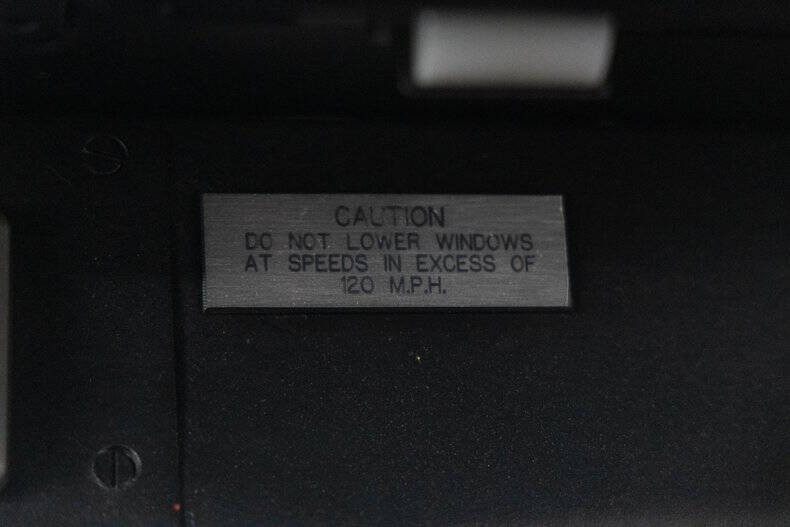 CAUTION
DO NOT LOWER WINDOWS
AT SPEEDS IN EXCESS OF
120 M.P.H.